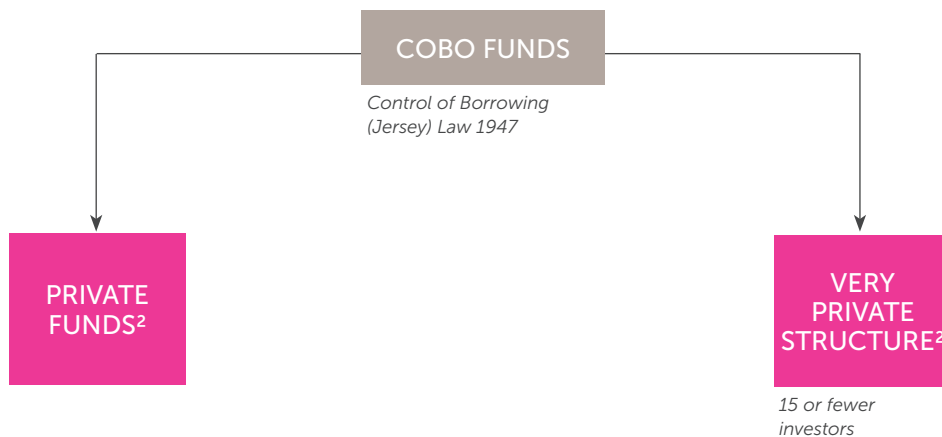 COBO FUNDS
Control of Borrowing
(Jersey) Law 1947
PRIVATE
FUNDS²
VERY
PRIVATE
STRUCTURE²
15 or fewer
investors